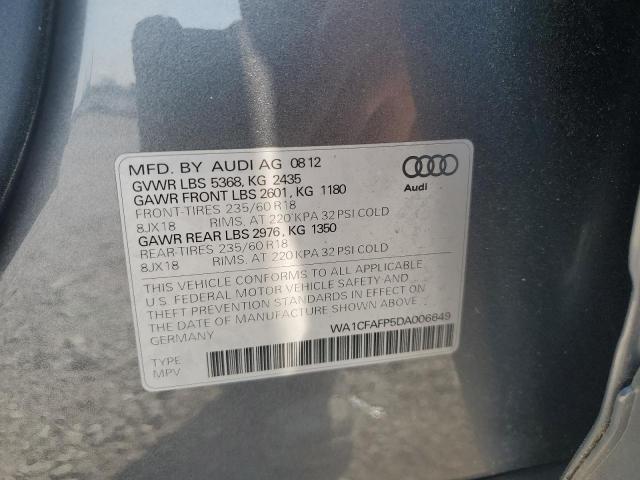 MFD. BY AUDI AG 08 12
GVWR LBS 5368, KG 2435
GAWR FRONT LBS 2601, KG 1180
FRONT-TIRES 235/60 R18
8JX18 RIMS. AT 220 KPA 32 PSI COLD
GAWR REAR LBS 2976, KG 1350
REAR-TIRES 235/60 R18
8JX18 RIMS. AT 220 KPA 32 PSI COLD
Audi
THIS VEHICLE CONFORMS TO ALL APPLICABLE
U.S. FEDERAL MOTOR VEHICLE SAFETY AND
THEFT PREVENTION STANDARDS IN EFFECT ON
THE DATE OF MANUFACTURE SHOWN ABOVE.
GERMANY
WA1CFAFP5DA006849
TYPE
MPV